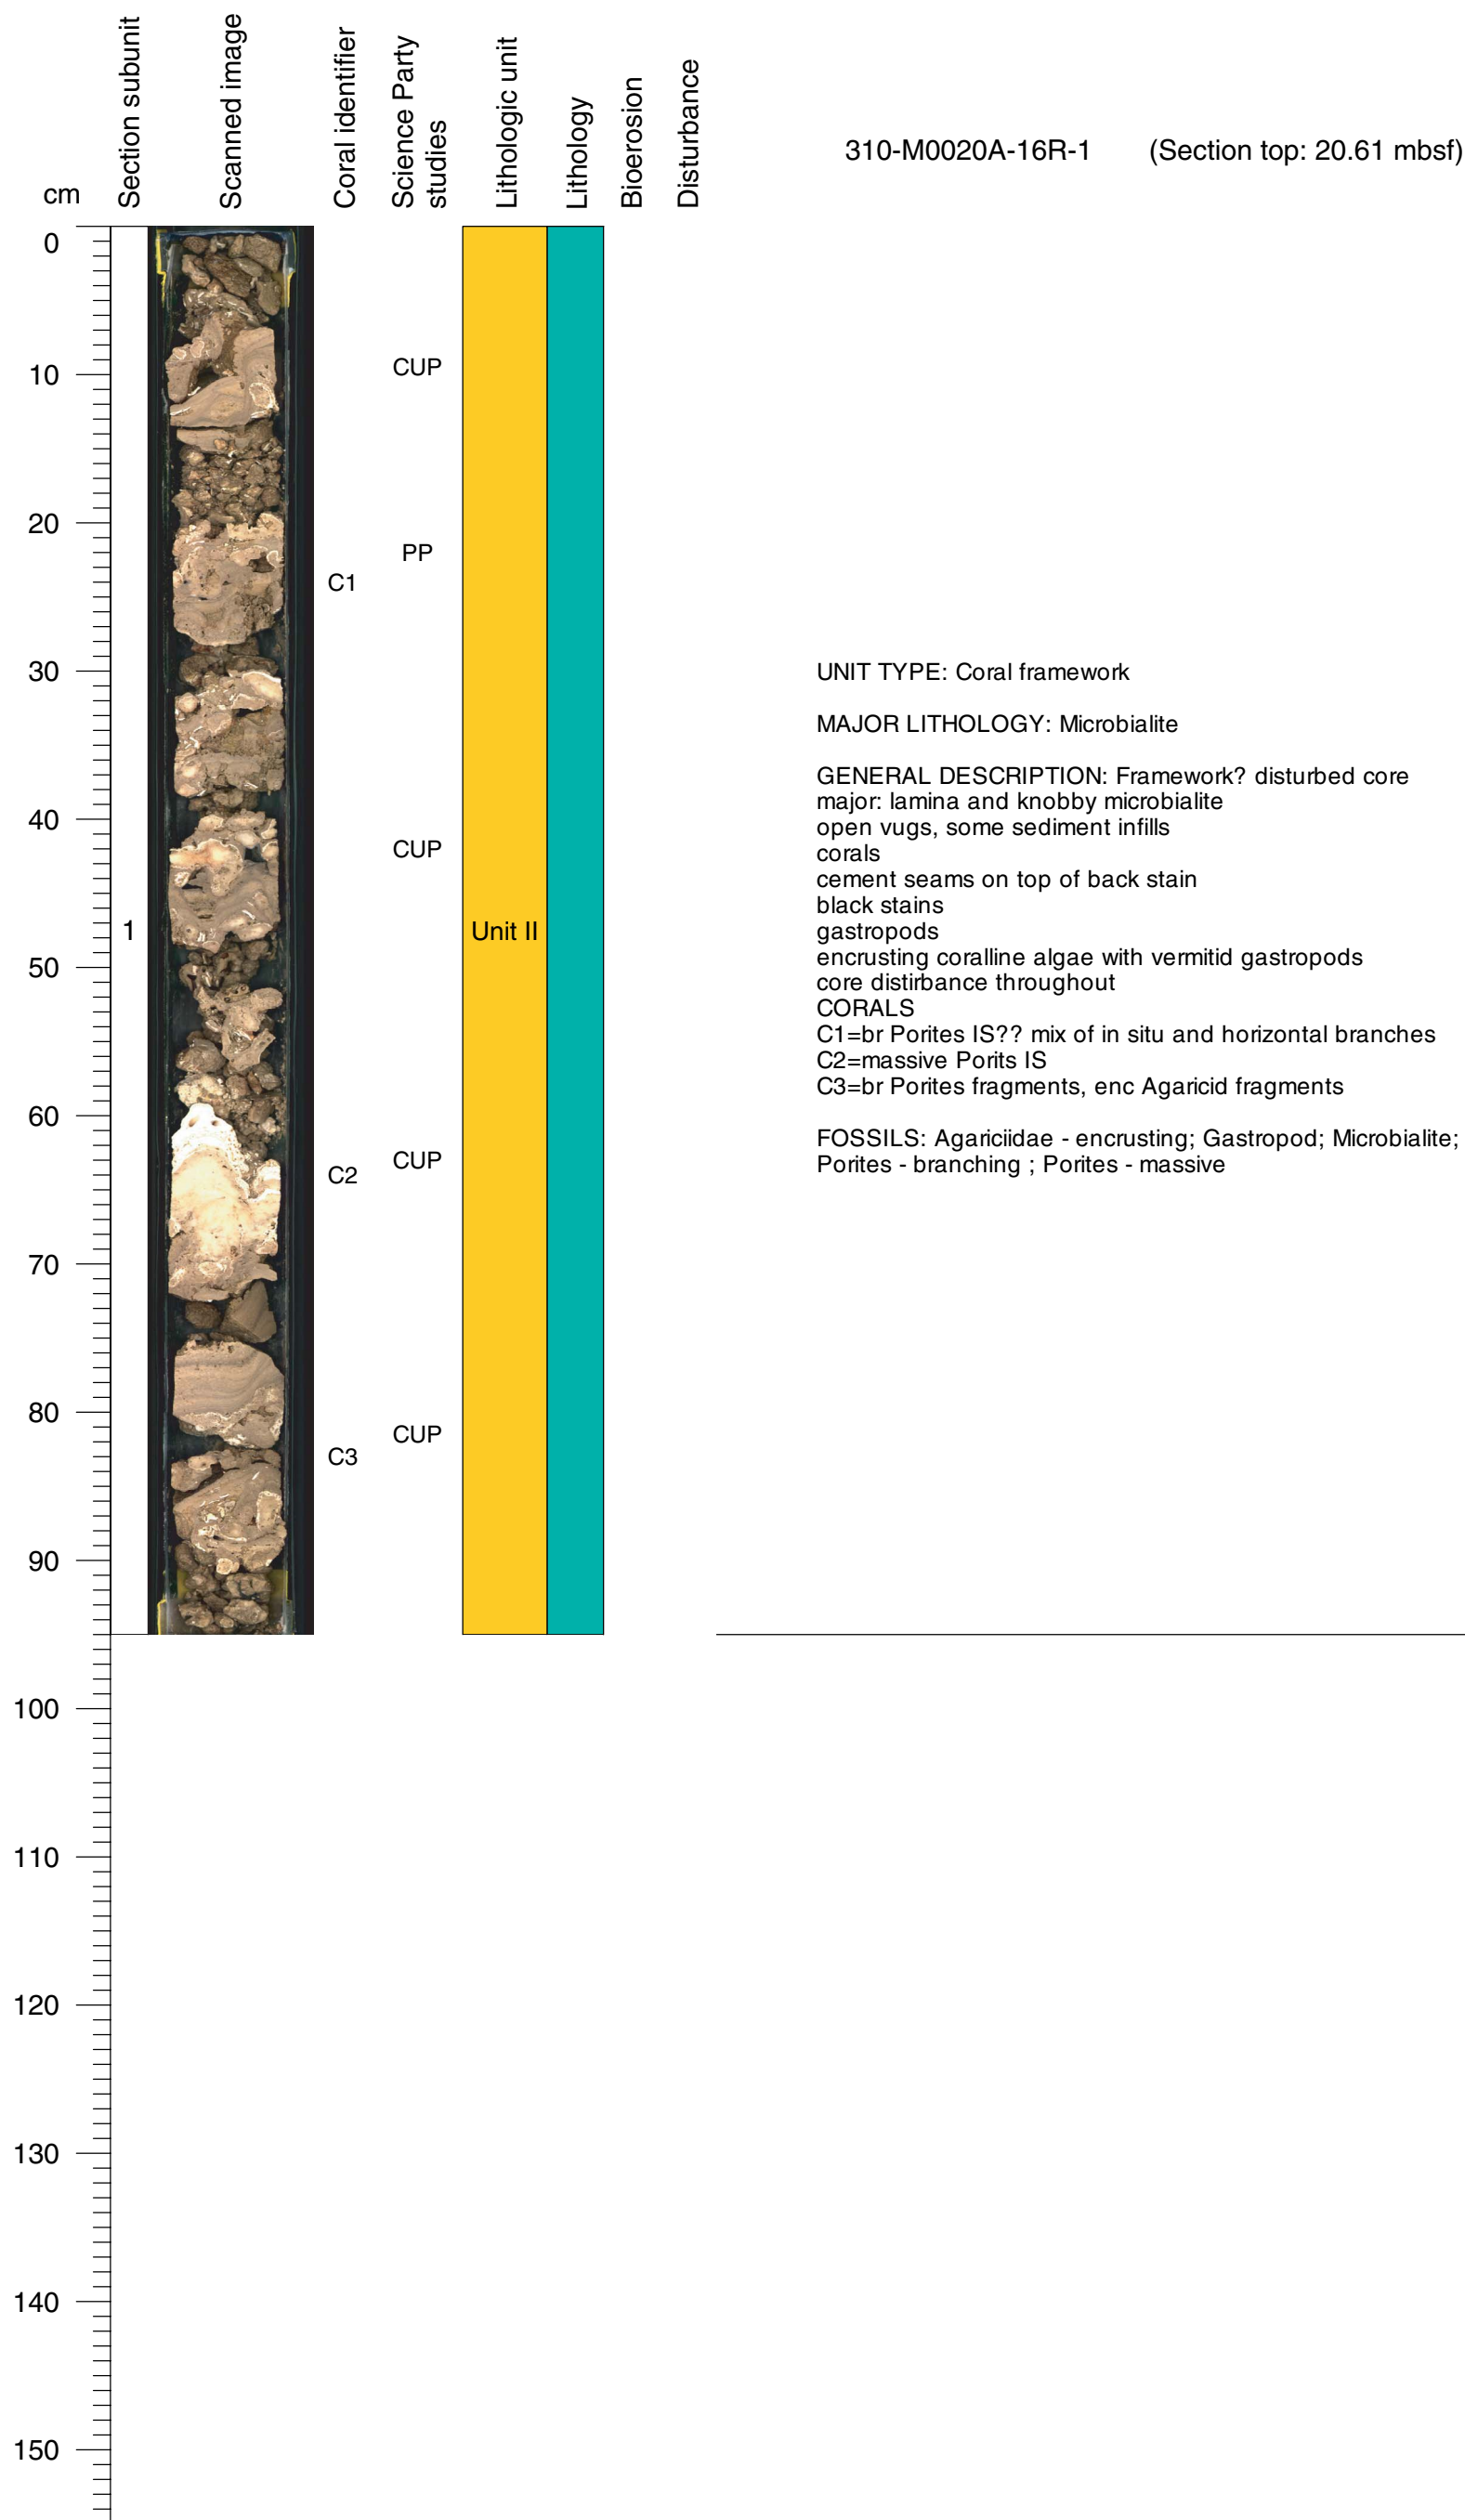 Section subunit
Scanned image
Coral identifier
Science Party
studies
Lithologic unit
Lithology
Bioerosion
Disturbance
310-M0020A-16R-1 (Section top: 20.61 mbsf)
cm
0
10
20
30
40
50
60
70
80
90
100
110
120
130
140
150
1
C1
C2
C3
CUP
PP
CUP
CUP
CUP
Unit II
UNIT TYPE: Coral framework
MAJOR LITHOLOGY: Microbialite
GENERAL DESCRIPTION: Framework? disturbed core
major: lamina and knobby microbialite
open vugs, some sediment infills
corals
cement seams on top of back stain
black stains
gastropods
encrusting coralline algae with vermitid gastropods
core distirbance throughout
CORALS
C1=br Porites IS?? mix of in situ and horizontal branches
C2=massive Porits IS
C3=br Porites fragments, enc Agaricid fragments
FOSSILS: Agariciidae - encrusting; Gastropod; Microbialite;
Porites - branching ; Porites - massive